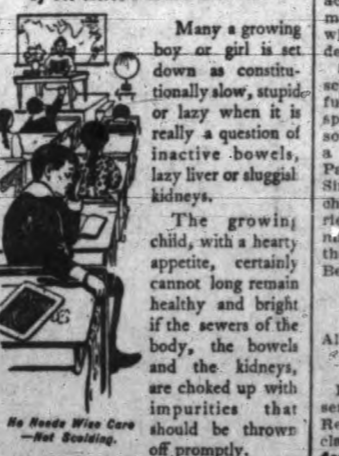 Many a growing
boy or girl is set
down as constitu-
tionally slow, stupid
or lazy when it is
really a question of
inactive bowels,
lazy liver or sluggish
kidneys.
The growing
child, with a hearty
appetite, certainly
cannot long remain
healthy and bright
if the sewers of the
body, the bowels
and the kidneys,
are choked up with
impurities that
should be thrown
off promptly.
He Needs Wise Care
—Not Scolding.